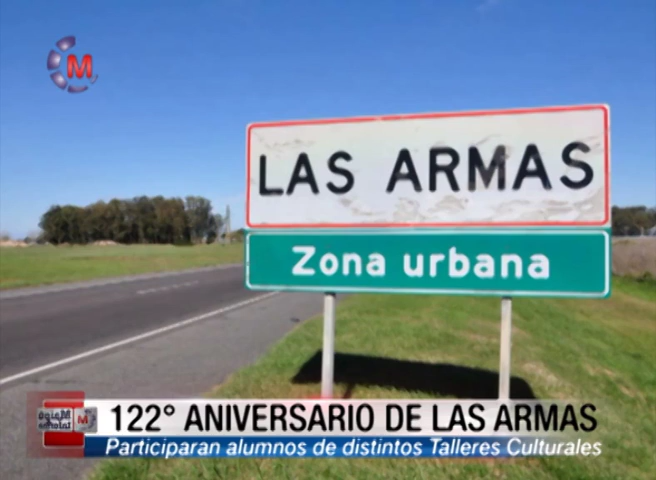 M
LAS ARMAS
Zona urbana
M
122° ANIVERSARIO DE LAS ARMAS
Participaran alumnos de distintos Talleres Culturales